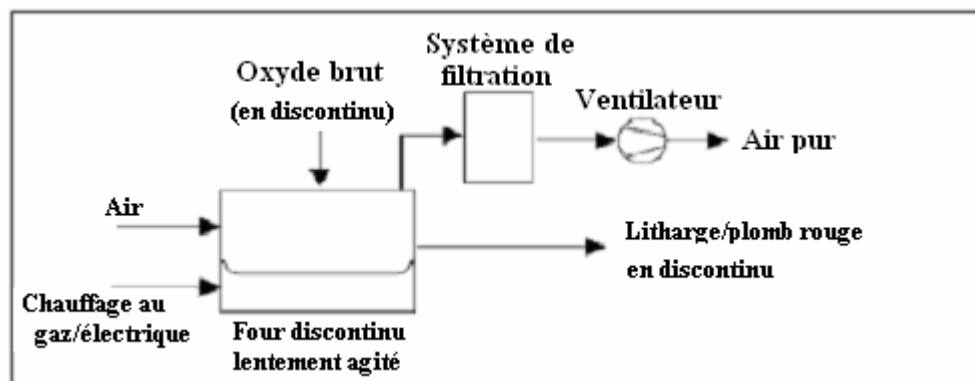 Système de
filtration
Oxyde brut
(en discontinu)
Ventilateur
Air pur
Air
Litharge/plomb rouge
en discontinu
Chauffage au
gaz/électrique
Four discontinu
lentement agité